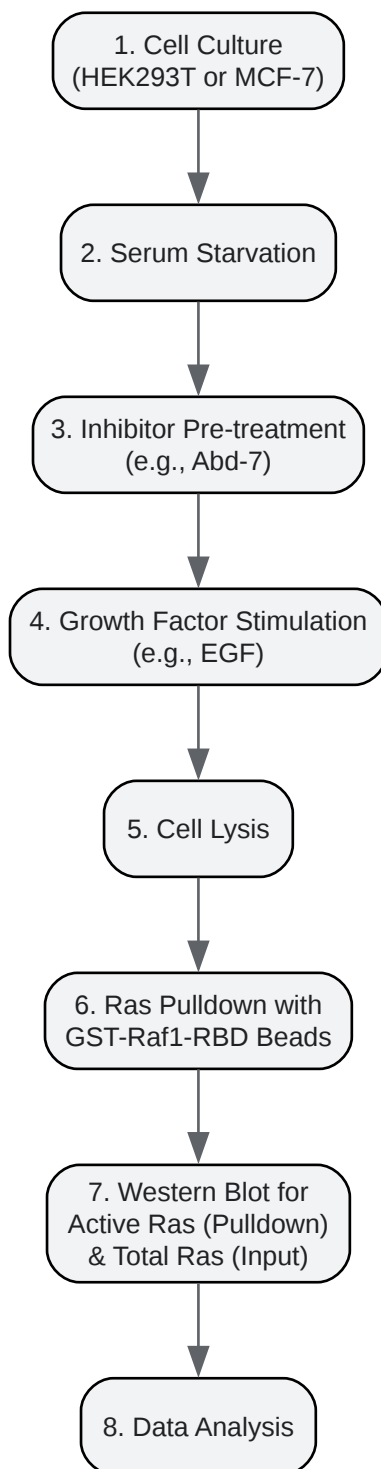 1. Cell Culture
(HEK293T or MCF-7)
2. Serum Starvation
3. Inhibitor Pre-treatment
(e.g., Abd-7)
4. Growth Factor Stimulation
(e.g., EGF)
5. Cell Lysis
6. Ras Pulldown with
GST-Raf1-RBD Beads
7. Western Blot for
Active Ras (Pulldown)
& Total Ras (Input)
8. Data Analysis